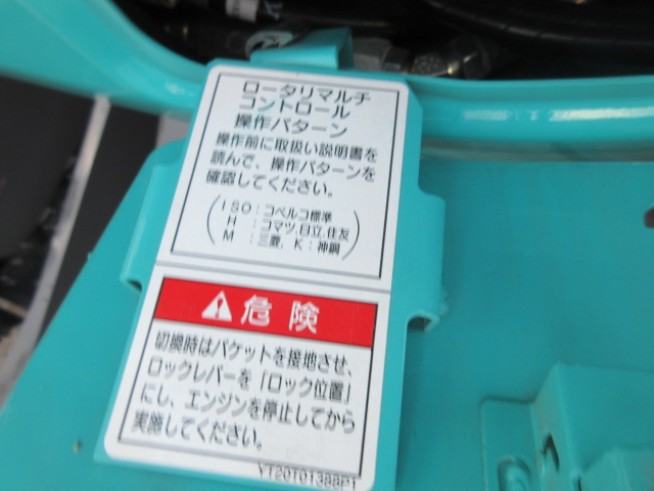 ロータリマルチ
コントロール
操作パターン
操作前に取扱い説明書を
読んで、操作パターンを
確認してください。
ISO:コベルコ標準
H:コマツ,日立,住友
M:三菱, K:神鋼
危険
切換時はバケットを接地させ、
ロックレバーを「ロック位置」
にし、エンジンを停止してから
実施してください。
YT20T01388P1